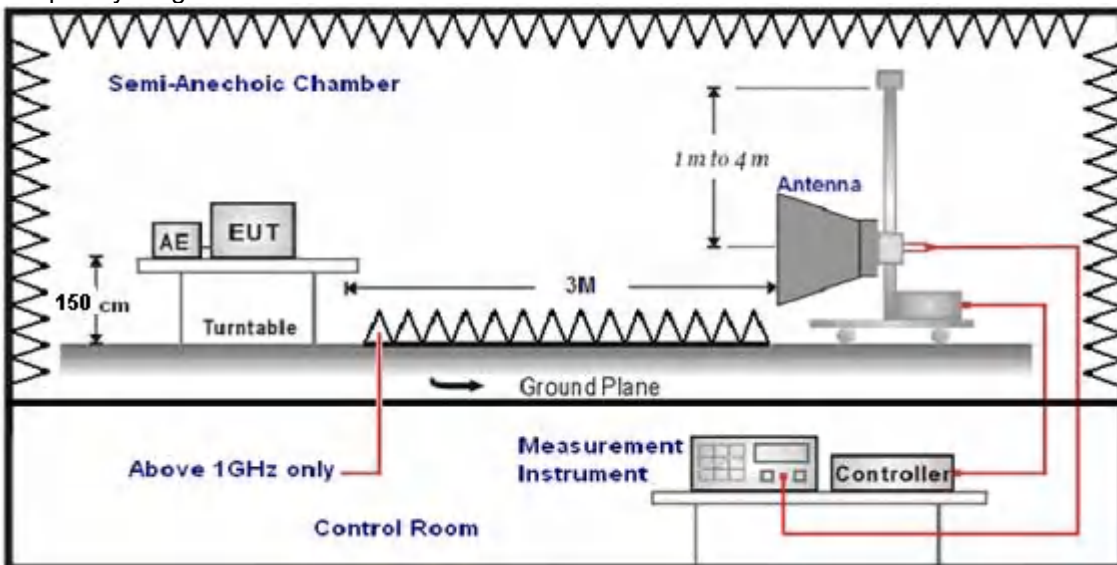 Semi-Anechoic Chamber
1 m to 4 m
Antenna
AE
EUT
150 cm
3M
Turntable
Ground Plane
Above 1GHz only
Measurement
Instrument
Controller
Control Room